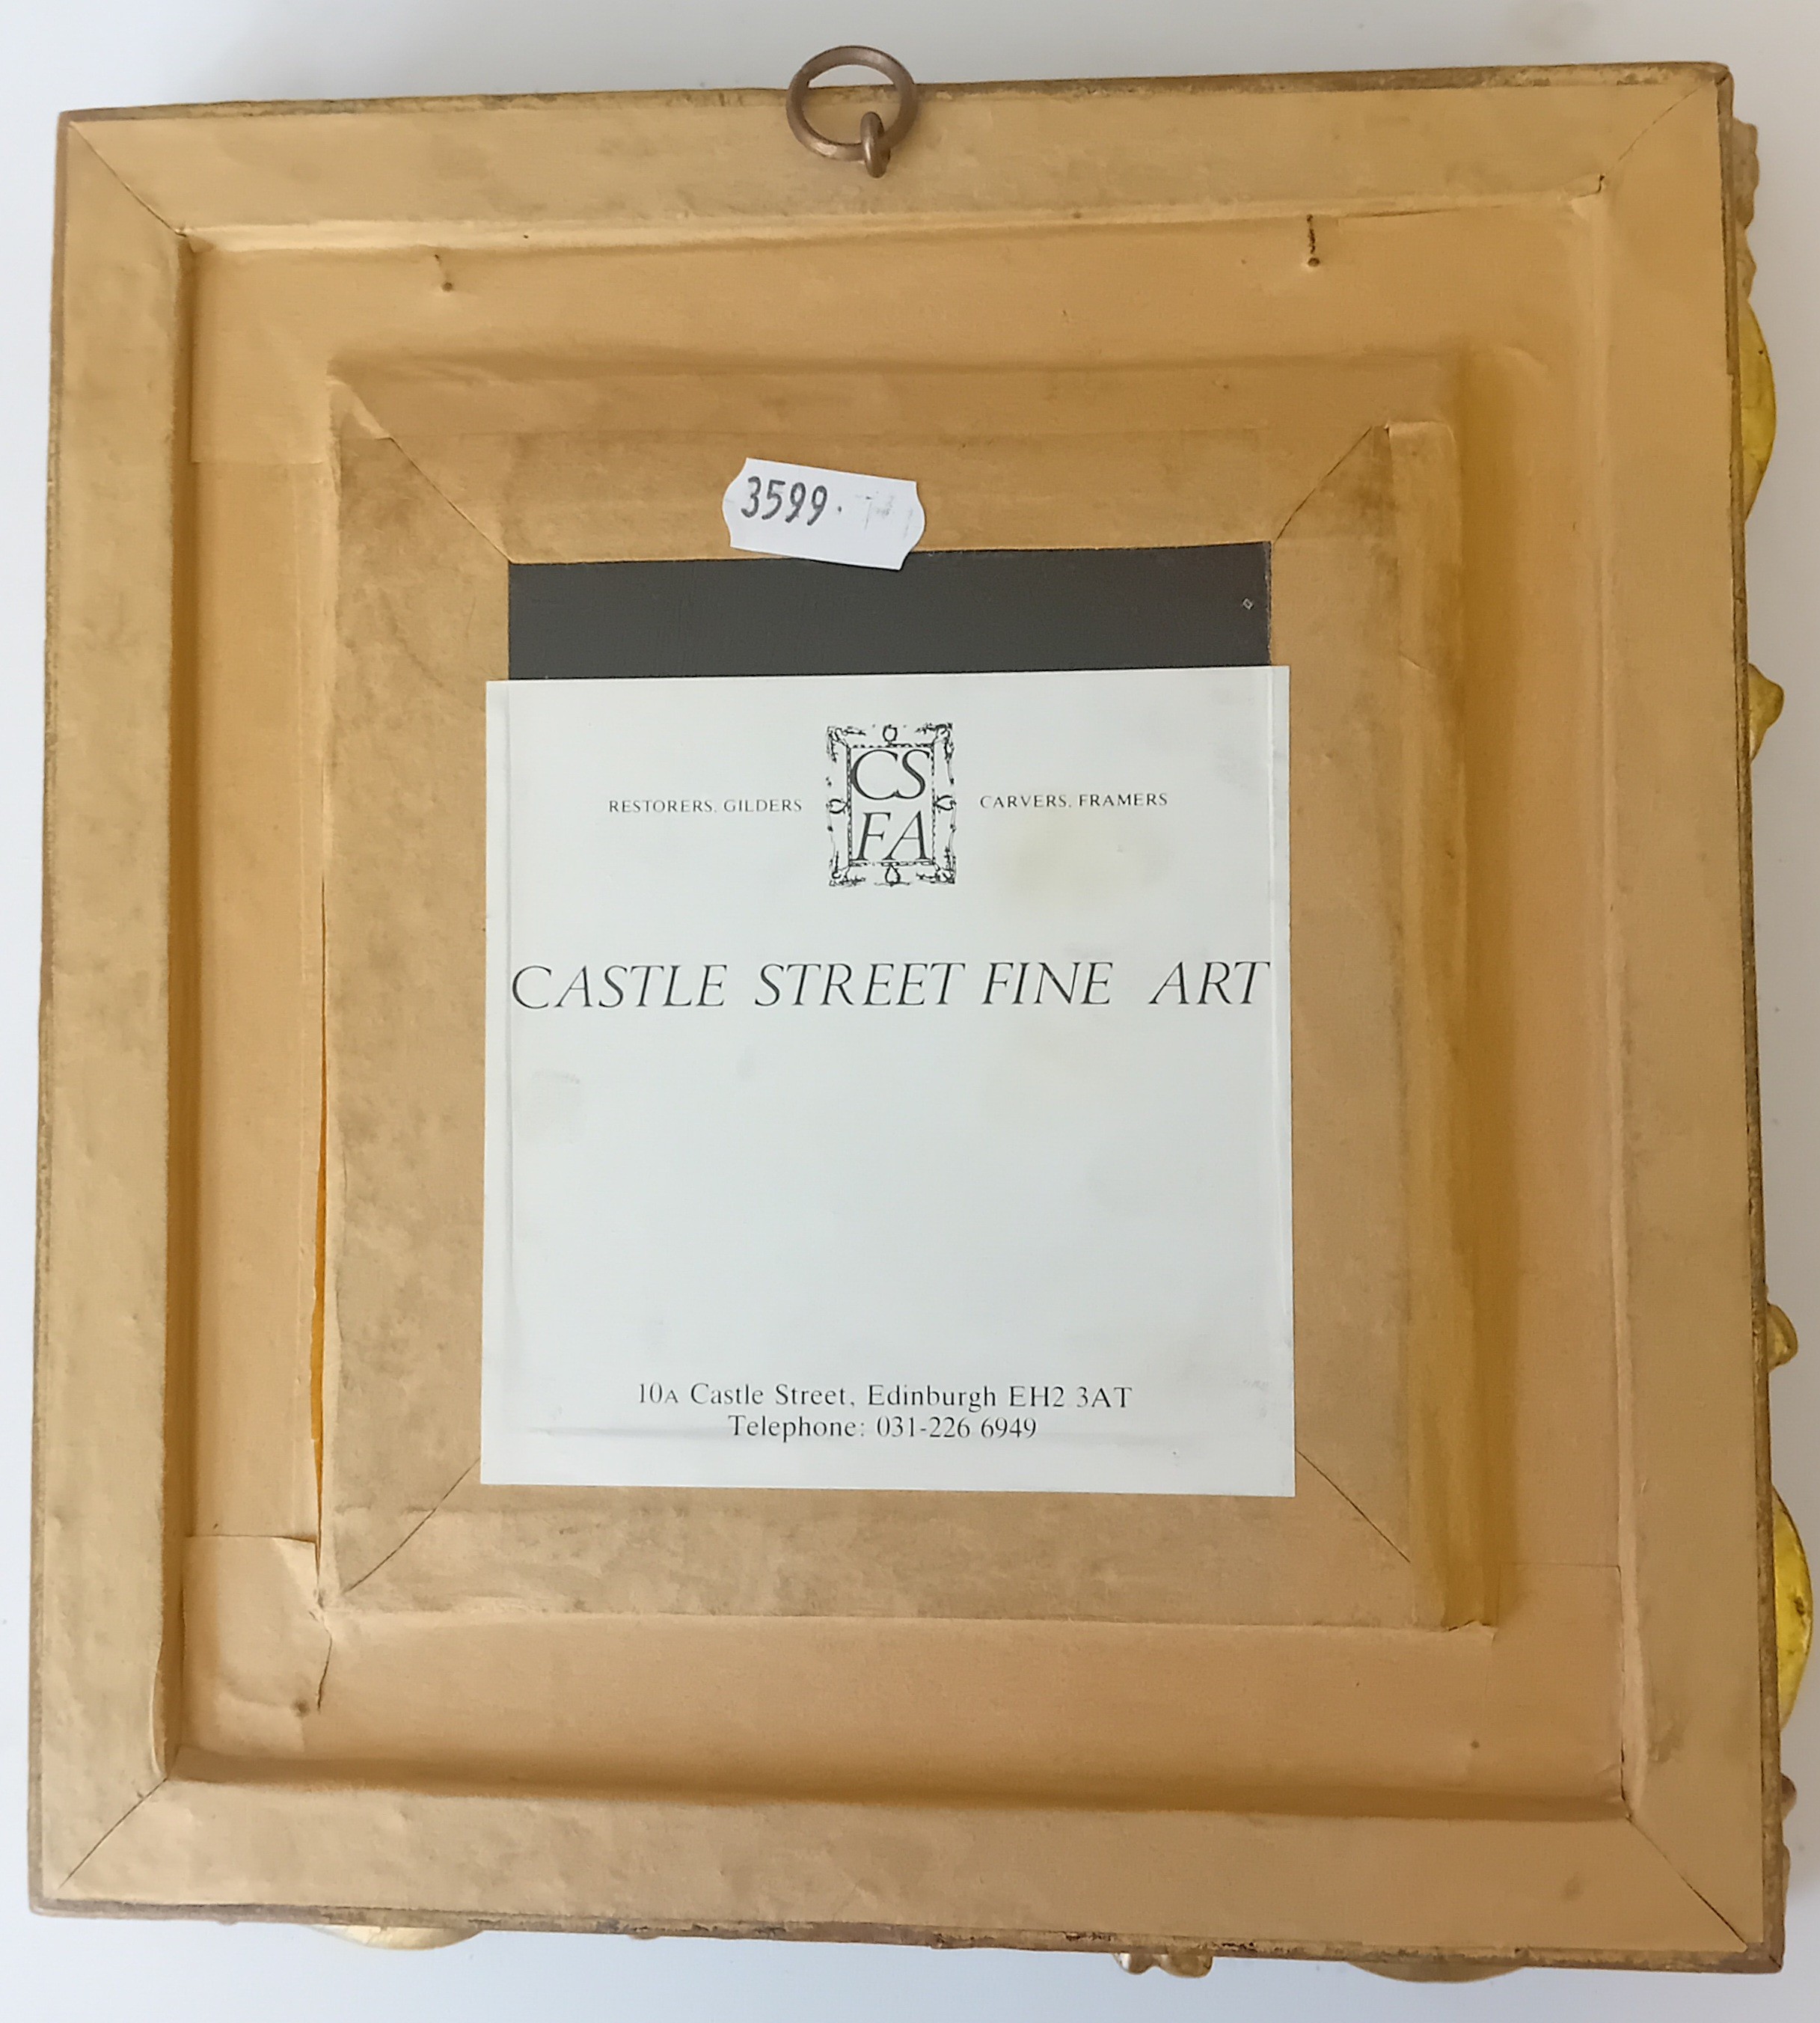 3599.
RESTORERS, GILDERS
CS
FA
CARVERS, FRAMERS
CASTLE STREET FINE ART
10A Castle Street, Edinburgh EH2 3AT
Telephone: 031-226 6949